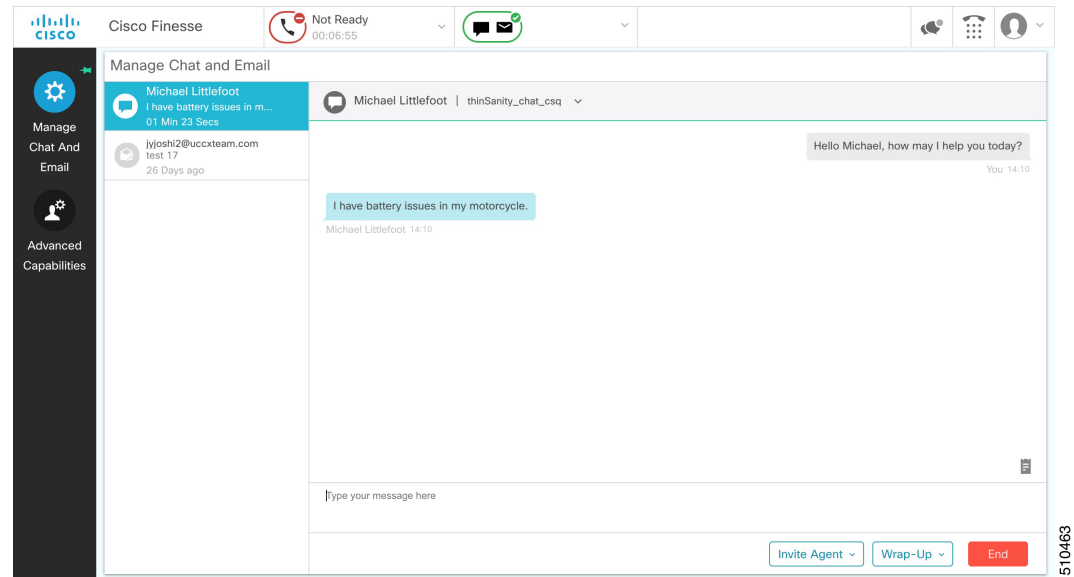 CISCO
Cisco Finesse
Not Ready
00:06:55
Manage Chat And Email
Advanced Capabilities
Manage Chat and Email
Michael Littlefoot
I have battery issues in m...
01 Min 23 Secs
jyjoshi2@uccxteam.com
test 17
26 Days ago
Michael Littlefoot | thinSanity_chat_csq
Hello Michael, how may I help you today?
You 14:10
I have battery issues in my motorcycle.
Michael Littlefoot 14:10
Type your message here
Invite Agent
Wrap-Up
End
510463